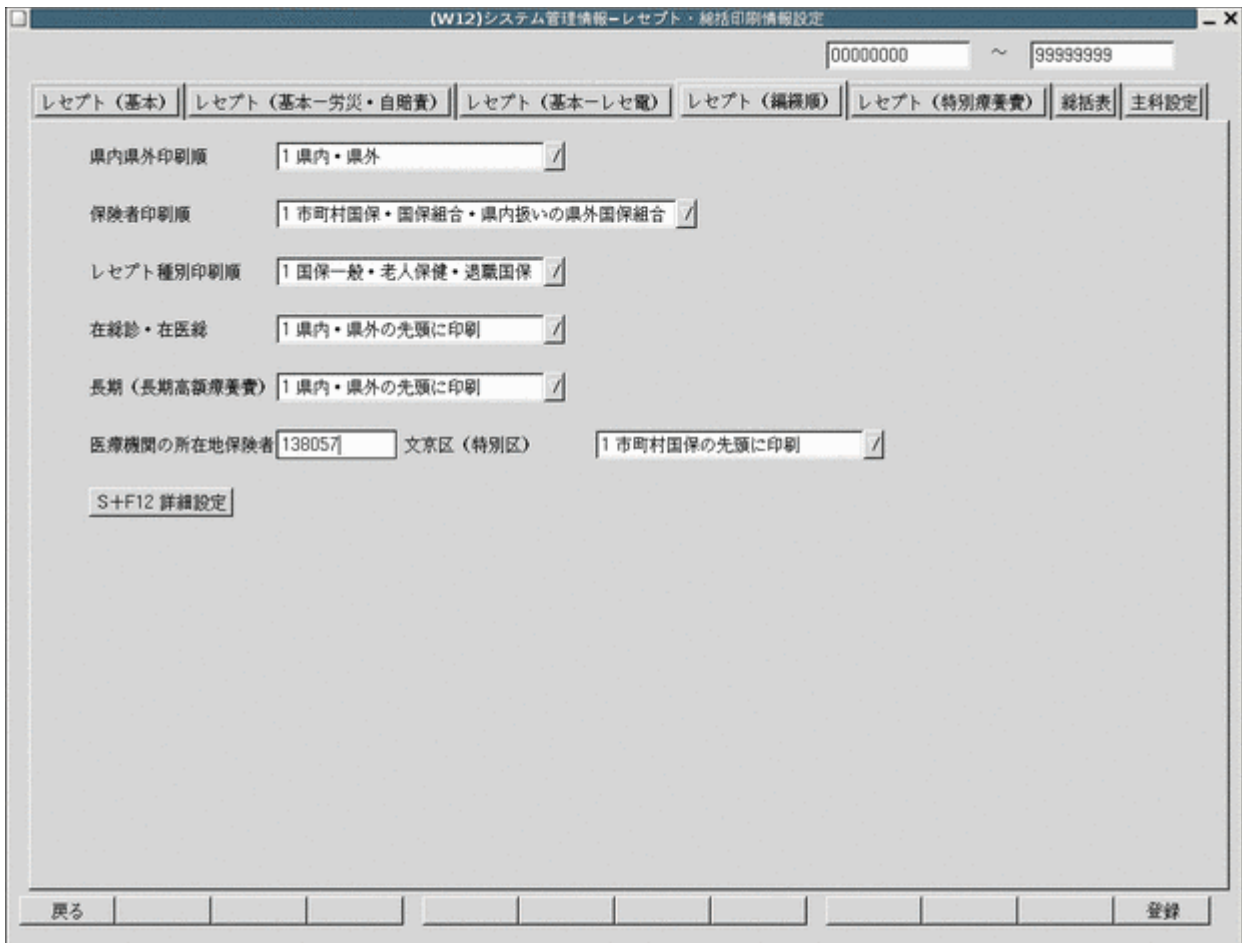 (W12)システム管理情報−レセプト・総括印刷情報設定
00000000 ～ 99999999
レセプト（基本） レセプト（基本−労災・自賠責） レセプト（基本−レセ電） レセプト（編綴順） レセプト（特別療養費） 総括表 主科設定
県内県外印刷順 1 県内・県外
保険者印刷順 1 市町村国保・国保組合・県内扱いの県外国保組合
レセプト種別印刷順 1 国保一般・老人保健・退職国保
在総診・在医総 1 県内・県外の先頭に印刷
長期（長期高額療養費） 1 県内・県外の先頭に印刷
医療機関の所在地保険者 138057 文京区（特別区） 1 市町村国保の先頭に印刷
S+F12 詳細設定
戻る 登録